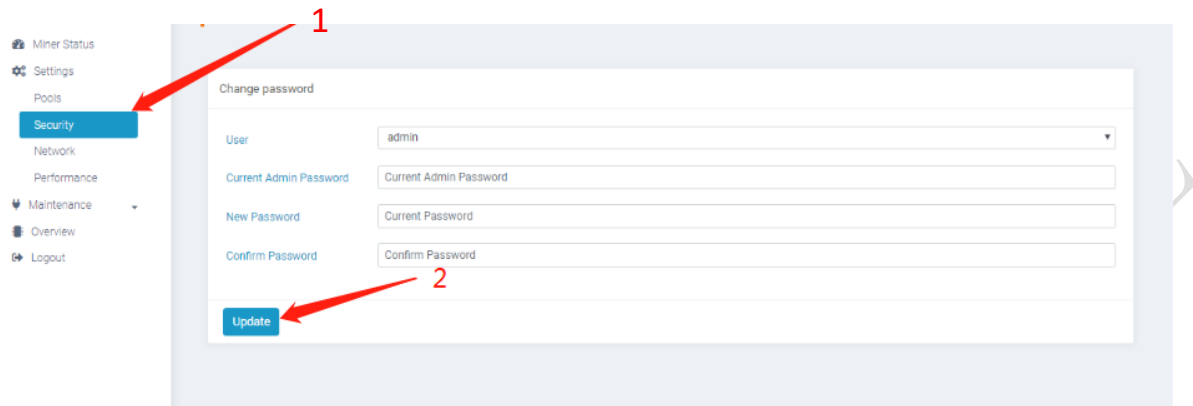 1
Miner Status
Settings
Pools
Security
Network
Performance
Maintenance
Overview
Logout
Change password
User admin
Current Admin Password Current Admin Password
New Password Current Password
Confirm Password Confirm Password
2
Update